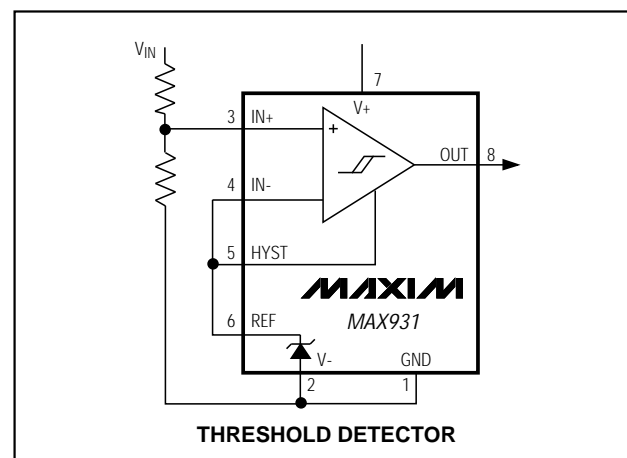 VIN
7
V+
3 IN+
+
OUT 8
4 IN-
5 HYST
MAXIM
MAX931
6 REF
V-
GND
2
1
THRESHOLD DETECTOR